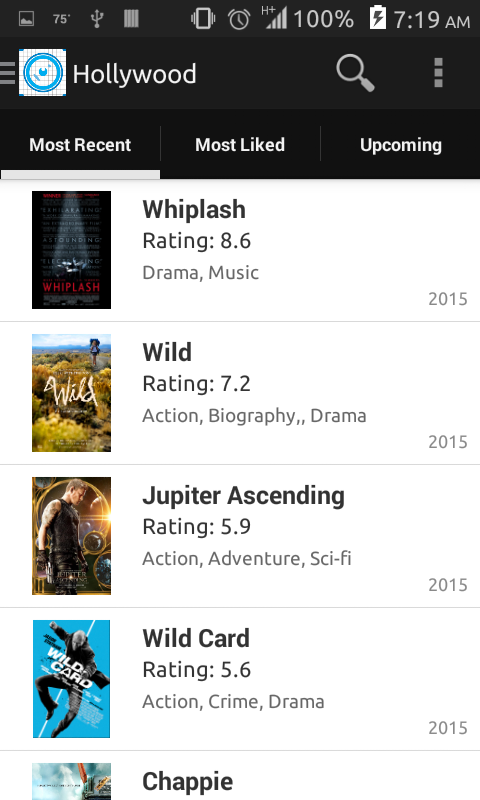 75°
H+
100%
7:19 AM
Hollywood
Most Recent
Most Liked
Upcoming
WHIPLASH
Whiplash
Rating: 8.6
Drama, Music
2015
Wild
Wild
Rating: 7.2
Action, Biography,, Drama
2015
Jupiter Ascending
Rating: 5.9
Action, Adventure, Sci-fi
2015
WILD CARD
Wild Card
Rating: 5.6
Action, Crime, Drama
2015
Chappie